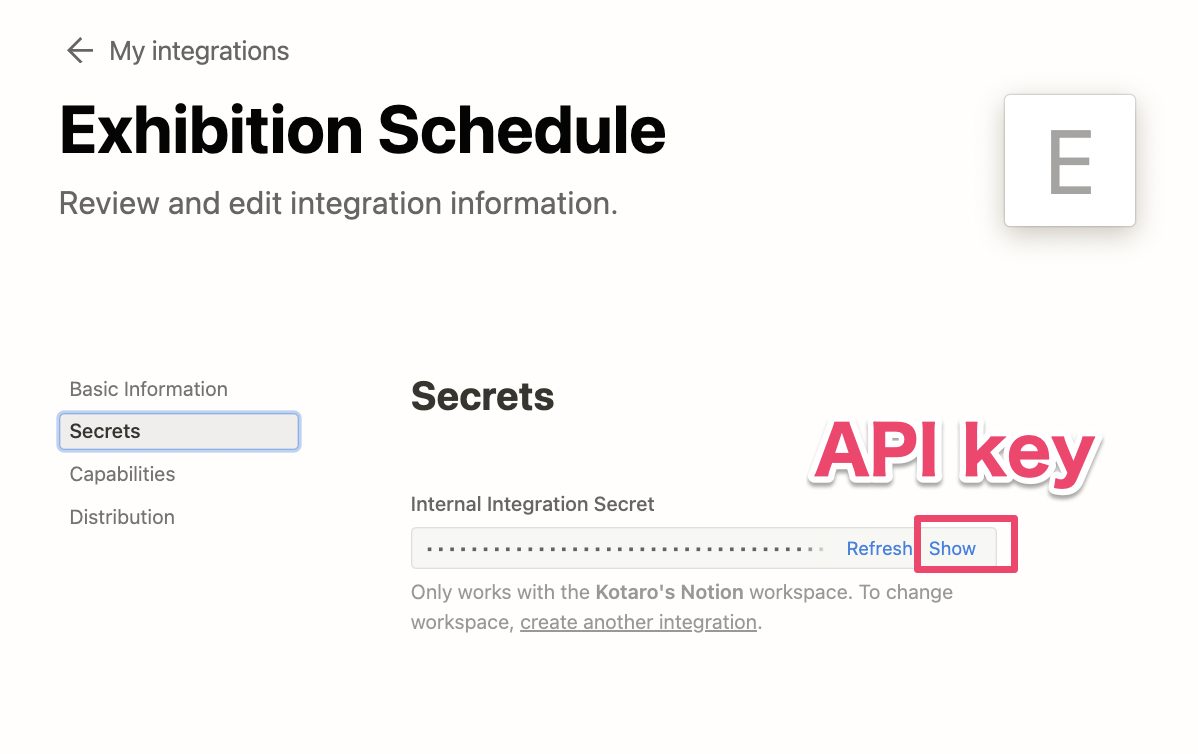 ← My integrations
Exhibition Schedule
E
Review and edit integration information.
Basic Information
Secrets
Capabilities
Distribution
Secrets
API key
Internal Integration Secret
Refresh Show
Only works with the Kotaro's Notion workspace. To change
workspace, create another integration.